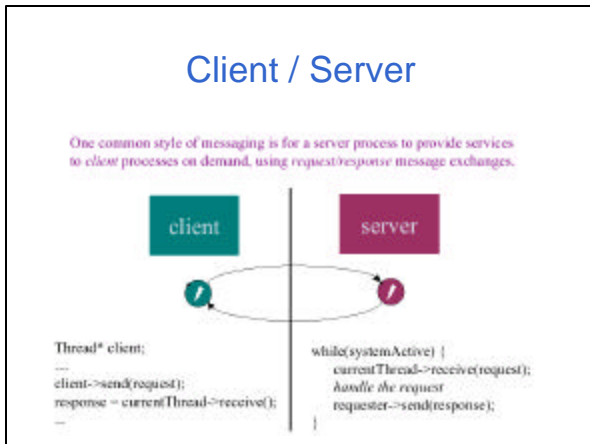 Client / Server
One common style of messaging is for a server process to provide services
to client processes on demand, using request/response message exchanges.
client
server
Thread* client;
....
client->send(request);
response = currentThread->receive();
...
while(systemActive) {
currentThread->receive(request);
handle the request
requester->send(response);
}